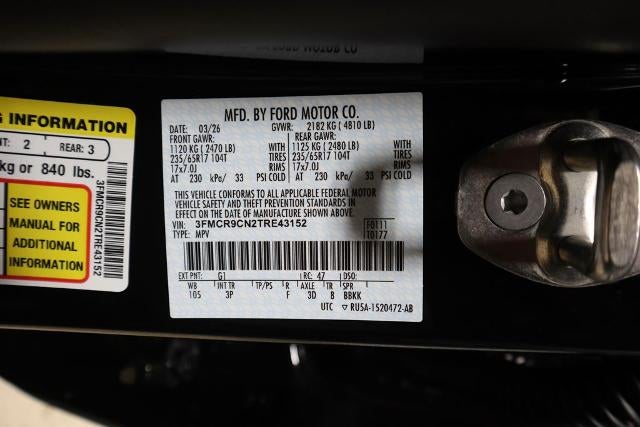 G INFORMATION
NT: 2 REAR: 3
kg or 840 lbs.
SEE OWNERS
MANUAL FOR
ADDITIONAL
INFORMATION
3FMCR9CN2TRE43152
MFD. BY FORD MOTOR CO.
DATE: 03/26 GVWR: 2182 KG ( 4810 LB)
FRONT GAWR: REAR GAWR:
1120 KG ( 2470 LB) WITH 1125 KG ( 2480 LB) WITH
235/65R17 104T TIRES 235/65R17 104T TIRES
17x7.0J RIMS 17x7.0J RIMS
AT 230 kPa/ 33 PSI COLD AT 230 kPa/ 33 PSI COLD
THIS VEHICLE CONFORMS TO ALL APPLICABLE FEDERAL MOTOR
VEHICLE SAFETY AND THEFT PREVENTION STANDARDS IN
EFFECT ON THE DATE OF MANUFACTURE SHOWN ABOVE.
VIN: 3FMCR9CN2TRE43152 F0111
TYPE: MPV T0177
EXT PNT: G1 RC: 47 DSO:
WB INT TR TP/PS R AXLE TR SPR
105 3P F 3D 8 BBKK
UTC ▽ RU5A-1520472-AB